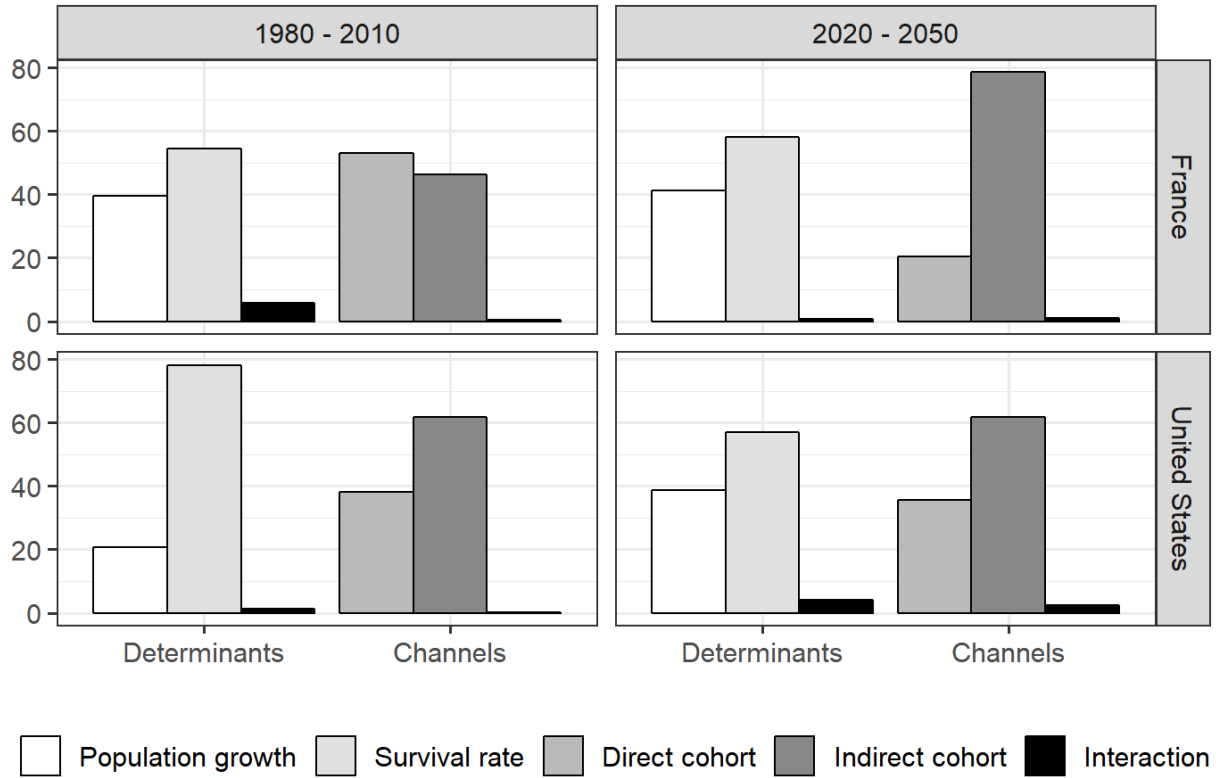 1980 - 2010
2020 - 2050
80
60
40
20
0
France
80
60
40
20
0
United States
Determinants
Channels
Determinants
Channels
Population growth
Survival rate
Direct cohort
Indirect cohort
Interaction